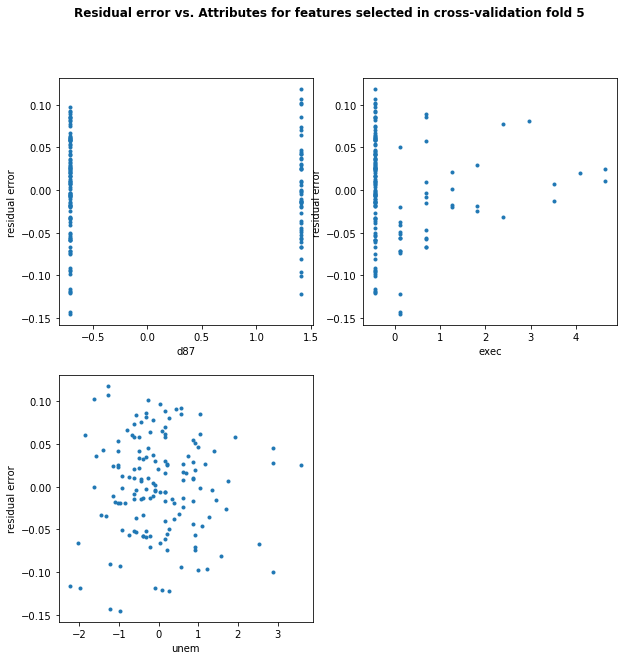 Residual error vs. Attributes for features selected in cross-validation fold 5
residual error
0.10
0.05
0.00
−0.05
−0.10
−0.15
−0.5 0.0 0.5 1.0 1.5
d87
residual error
0.10
0.05
0.00
−0.05
−0.10
−0.15
0 1 2 3 4
exec
residual error
0.10
0.05
0.00
−0.05
−0.10
−0.15
−2 −1 0 1 2 3
unem